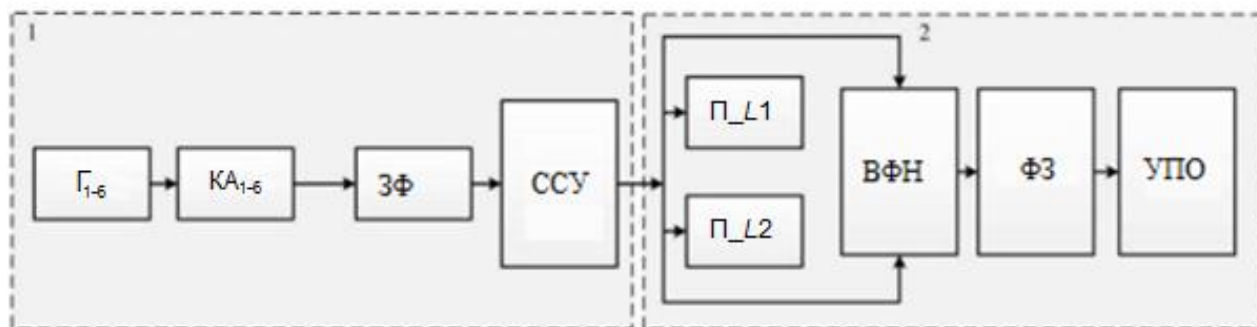 1
2
Г1-6
КА1-6
ЗФ
ССУ
П_L1
П_L2
ВФН
ФЗ
УПО